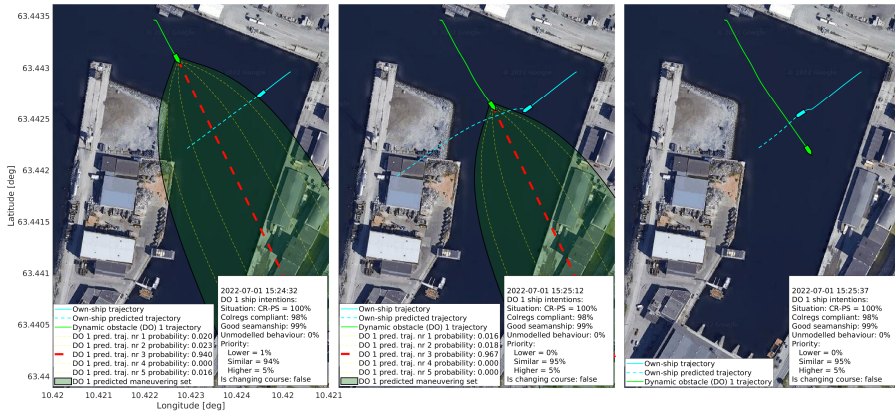 63.4435
63.443
63.4425
63.442
63.4415
63.441
63.4405
63.44
Latitude [deg]
10.42
10.421
10.422
10.423
10.424
10.42
10.421
Longitude [deg]
Own-ship trajectory
Own-ship predicted trajectory
Dynamic obstacle (DO) 1 trajectory
DO 1 pred. traj. nr 1 probability: 0.020
DO 1 pred. traj. nr 2 probability: 0.023
DO 1 pred. traj. nr 3 probability: 0.940
DO 1 pred. traj. nr 4 probability: 0.000
DO 1 pred. traj. nr 5 probability: 0.016
DO 1 predicted maneuvering set
2022-07-01 15:24:32
DO 1 ship intentions:
Situation: CR-PS = 100%
Colregs compliant: 98%
Good seamanship: 99%
Unmodelled behaviour: 0%
Priority:
Lower = 1%
Similar = 94%
Higher = 5%
Is changing course: false
Own-ship trajectory
Own-ship predicted trajectory
Dynamic obstacle (DO) 1 trajectory
DO 1 pred. traj. nr 1 probability: 0.016
DO 1 pred. traj. nr 2 probability: 0.018
DO 1 pred. traj. nr 3 probability: 0.967
DO 1 pred. traj. nr 4 probability: 0.000
DO 1 pred. traj. nr 5 probability: 0.000
DO 1 predicted maneuvering set
2022-07-01 15:25:12
DO 1 ship intentions:
Situation: CR-PS = 100%
Colregs compliant: 98%
Good seamanship: 99%
Unmodelled behaviour: 0%
Priority:
Lower = 0%
Similar = 95%
Higher = 5%
Is changing course: false
Own-ship trajectory
Own-ship predicted trajectory
Dynamic obstacle (DO) 1 trajectory
2022-07-01 15:25:37
DO 1 ship intentions:
Situation: CR-PS = 100%
Colregs compliant: 98%
Good seamanship: 99%
Unmodelled behaviour: 0%
Priority:
Lower = 0%
Similar = 95%
Higher = 5%
Is changing course: false